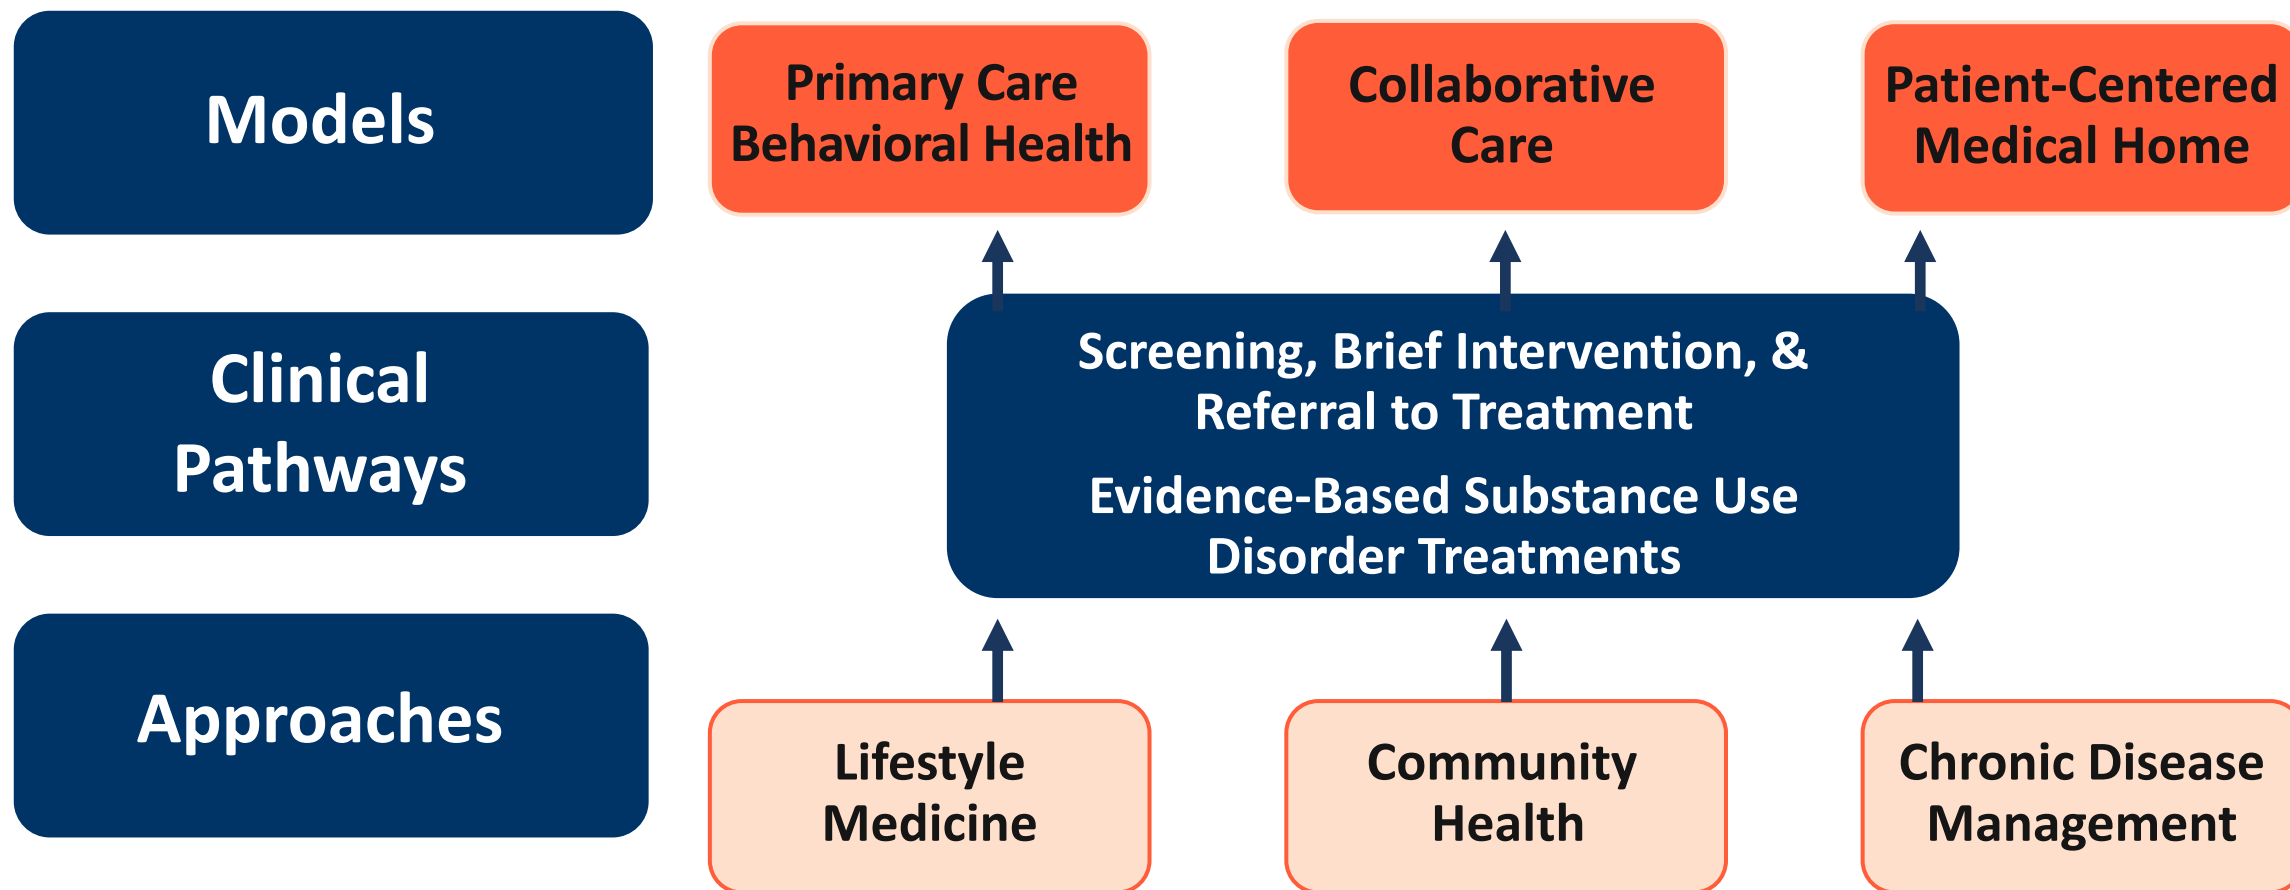 Models
Primary Care
Behavioral Health
Collaborative
Care
Patient-Centered
Medical Home
Clinical
Pathways
Screening, Brief Intervention, &
Referral to Treatment
Evidence-Based Substance Use
Disorder Treatments
Approaches
Lifestyle
Medicine
Community
Health
Chronic Disease
Management